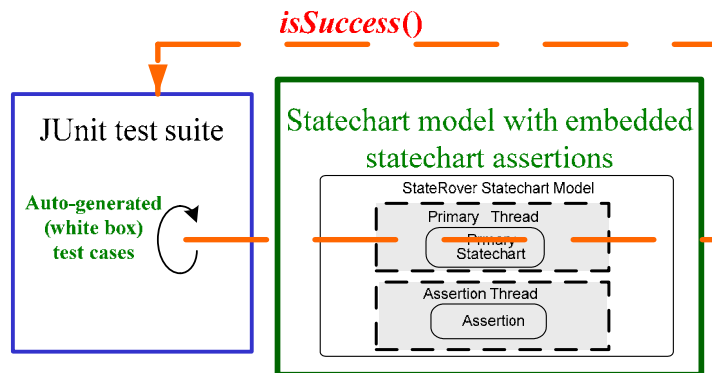 isSuccess()
JUnit test suite
Auto-generated
(white box)
test cases
Statechart model with embedded
statechart assertions
StateRover Statechart Model
Primary Thread
Primary
Statechart
Assertion Thread
Assertion